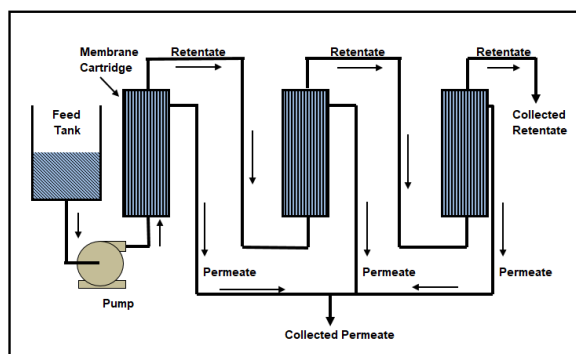 Membrane
Cartridge
Retentate
Retentate
Retentate
Feed
Tank
Collected
Retentate
Permeate
Permeate
Permeate
Pump
Collected Permeate